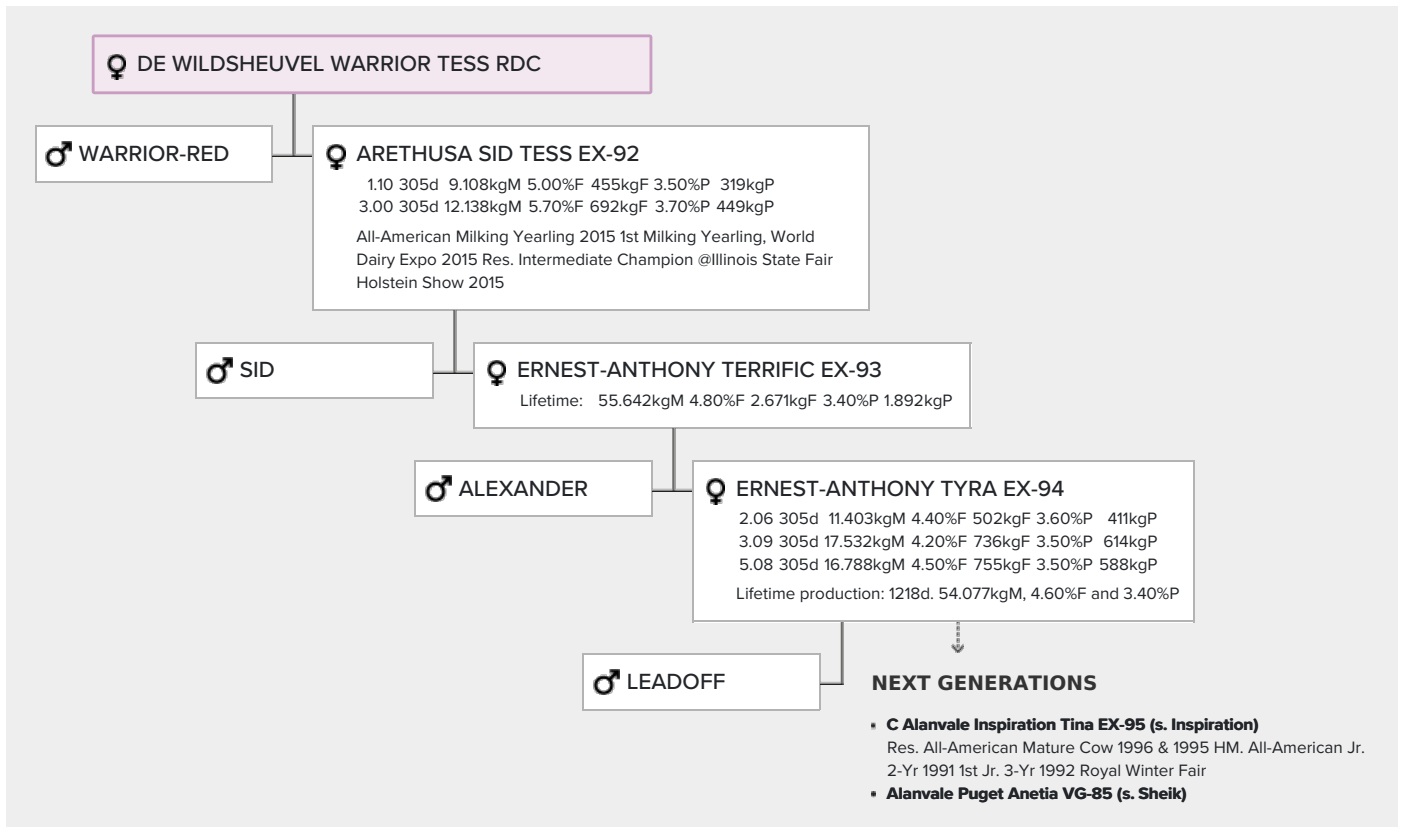 DE WILDSHEUVEL WARRIOR TESS RDC
WARRIOR-RED
ARETHUSA SID TESS EX-92
1.10 305d 9.108kgM 5.00%F 455kgF 3.50%P 319kgP
3.00 305d 12.138kgM 5.70%F 692kgF 3.70%P 449kgP
All-American Milking Yearling 2015 1st Milking Yearling, World
Dairy Expo 2015 Res. Intermediate Champion @Illinois State Fair
Holstein Show 2015
SID
ERNEST-ANTHONY TERRIFIC EX-93
Lifetime: 55.642kgM 4.80%F 2.671kgF 3.40%P 1.892kgP
ALEXANDER
ERNEST-ANTHONY TYRA EX-94
2.06 305d 11.403kgM 4.40%F 502kgF 3.60%P 411kgP
3.09 305d 17.532kgM 4.20%F 736kgF 3.50%P 614kgP
5.08 305d 16.788kgM 4.50%F 755kgF 3.50%P 588kgP
Lifetime production: 1218d. 54.077kgM, 4.60%F and 3.40%P
LEADOFF
NEXT GENERATIONS
C Alanvale Inspiration Tina EX-95 (s. Inspiration)
Res. All-American Mature Cow 1996 & 1995 HM. All-American Jr.
2-Yr 1991 1st Jr. 3-Yr 1992 Royal Winter Fair
Alanvale Puget Anetia VG-85 (s. Sheik)